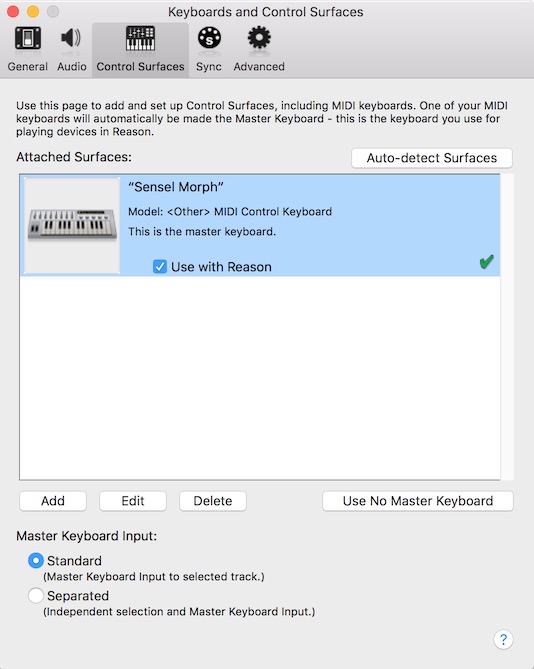 Keyboards and Control Surfaces
General Audio Control Surfaces Sync Advanced
Use this page to add and set up Control Surfaces, including MIDI keyboards. One of your MIDI
keyboards will automatically be made the Master Keyboard - this is the keyboard you use for
playing devices in Reason.
Attached Surfaces:
Auto-detect Surfaces
“Sensel Morph”
Model: <Other> MIDI Control Keyboard
This is the master keyboard.
Use with Reason
Add Edit Delete Use No Master Keyboard
Master Keyboard Input:
Standard
(Master Keyboard Input to selected track.)
Separated
(Independent selection and Master Keyboard Input.)
?